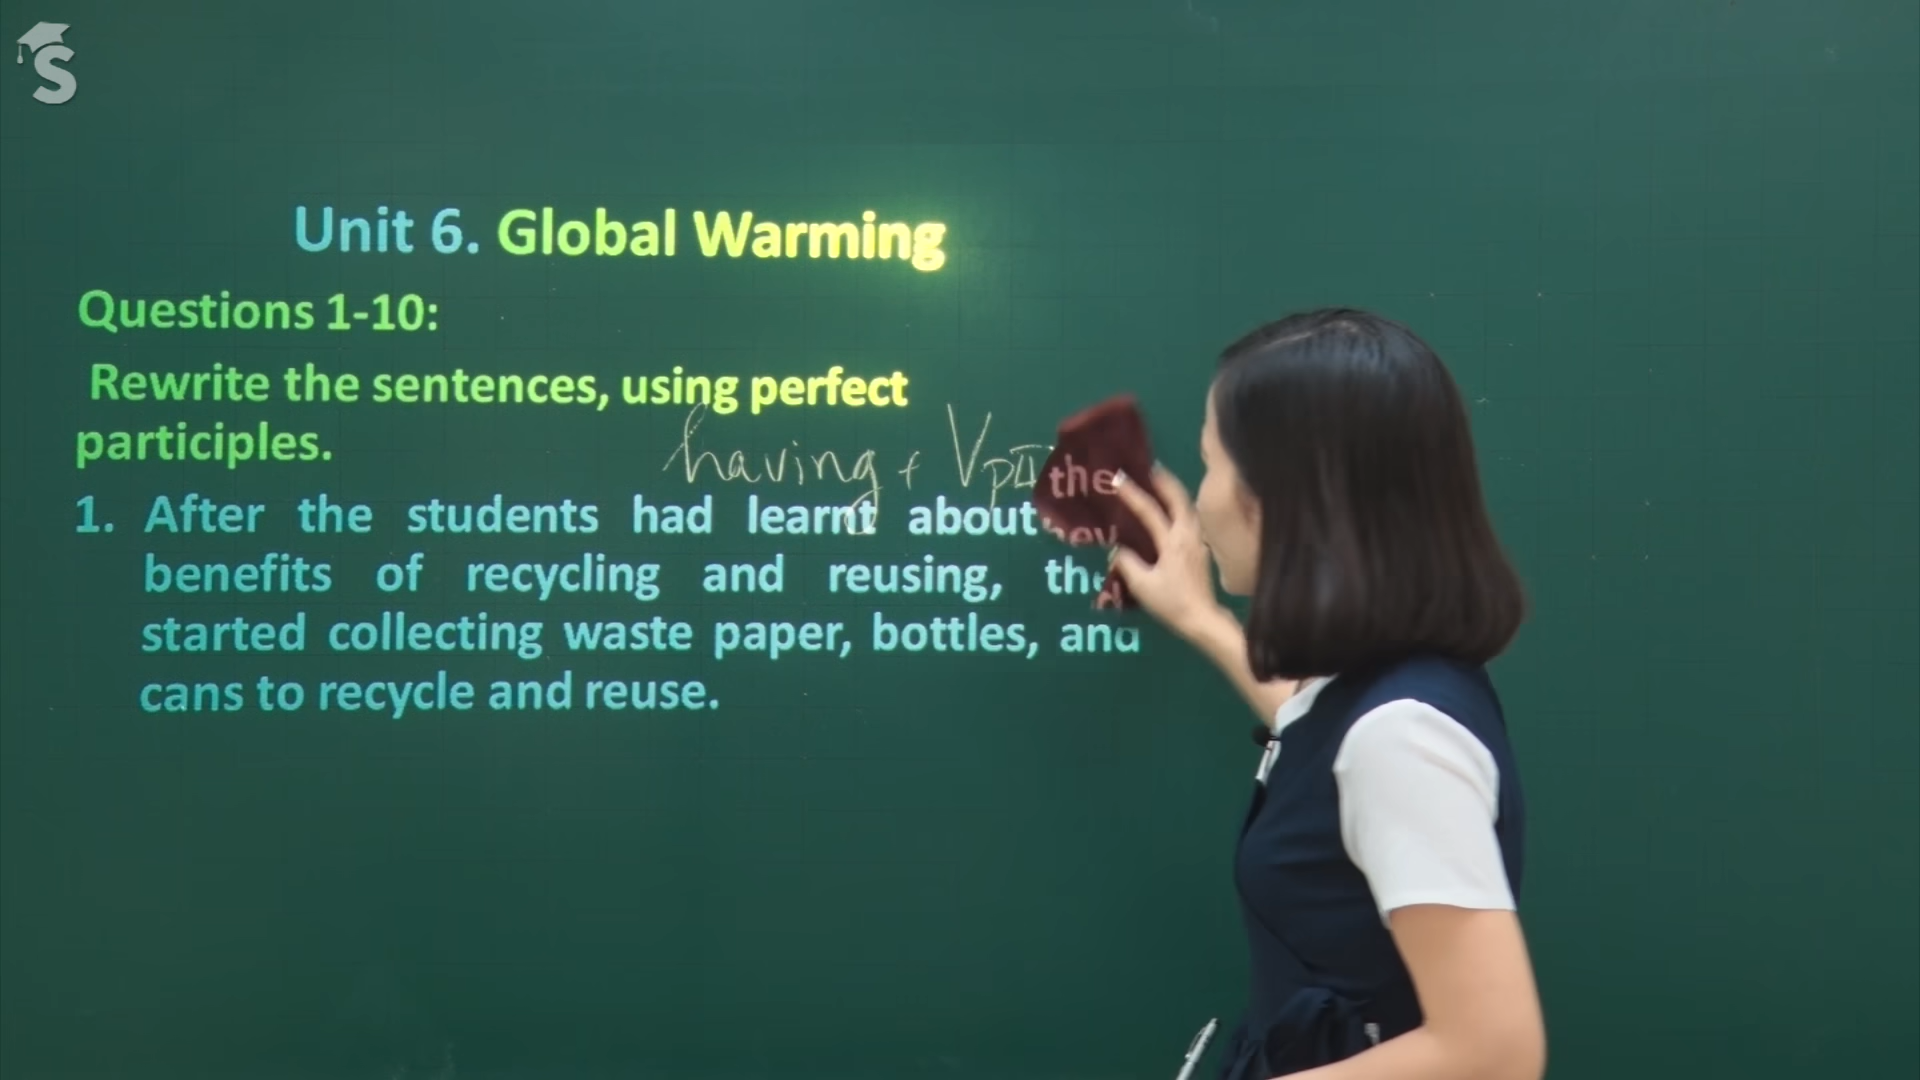 S
Unit 6. Global Warming
Questions 1-10:
Rewrite the sentences, using perfect
participles.
having + VpII
1. After the students had learnt about the
benefits of recycling and reusing, they
started collecting waste paper, bottles, and
cans to recycle and reuse.